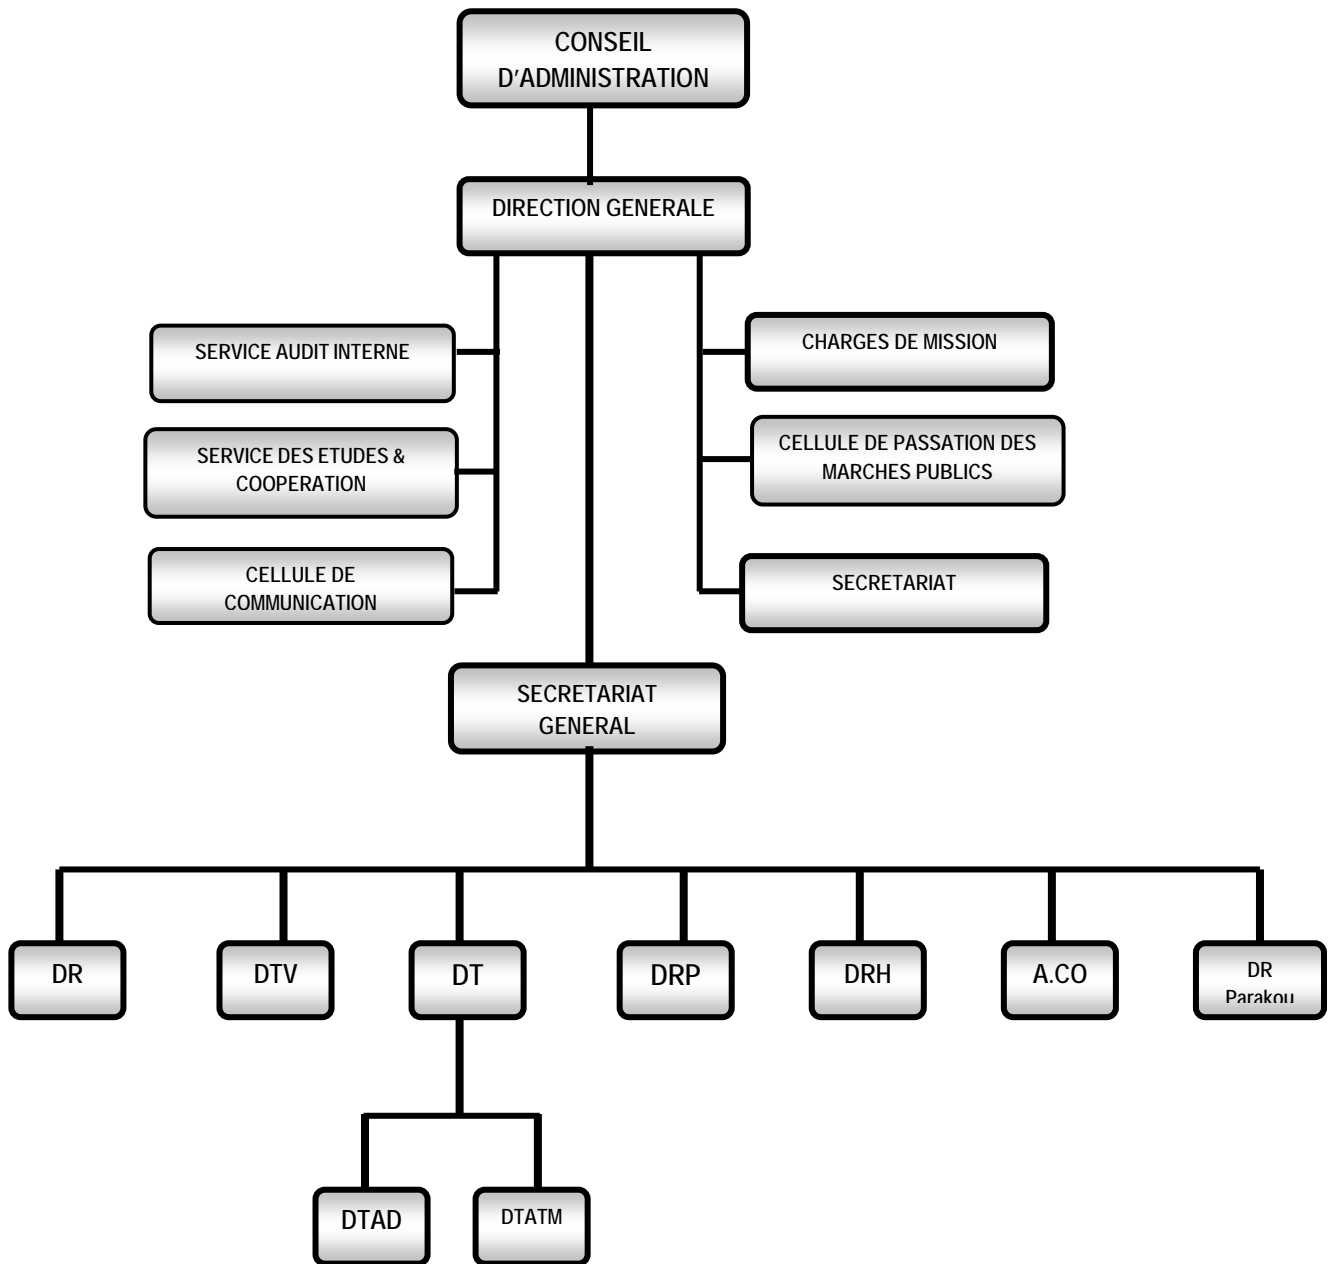 CONSEIL
D'ADMINISTRATION
DIRECTION GENERALE
SERVICE AUDIT INTERNE
CHARGES DE MISSION
SERVICE DES ETUDES &
COOPERATION
CELLULE DE PASSATION DES
MARCHES PUBLICS
CELLULE DE
COMMUNICATION
SECRETARIAT
SECRETARIAT
GENERAL
DR
DTV
DT
DRP
DRH
A.CO
DR
Parakou
DTAD
DTATM